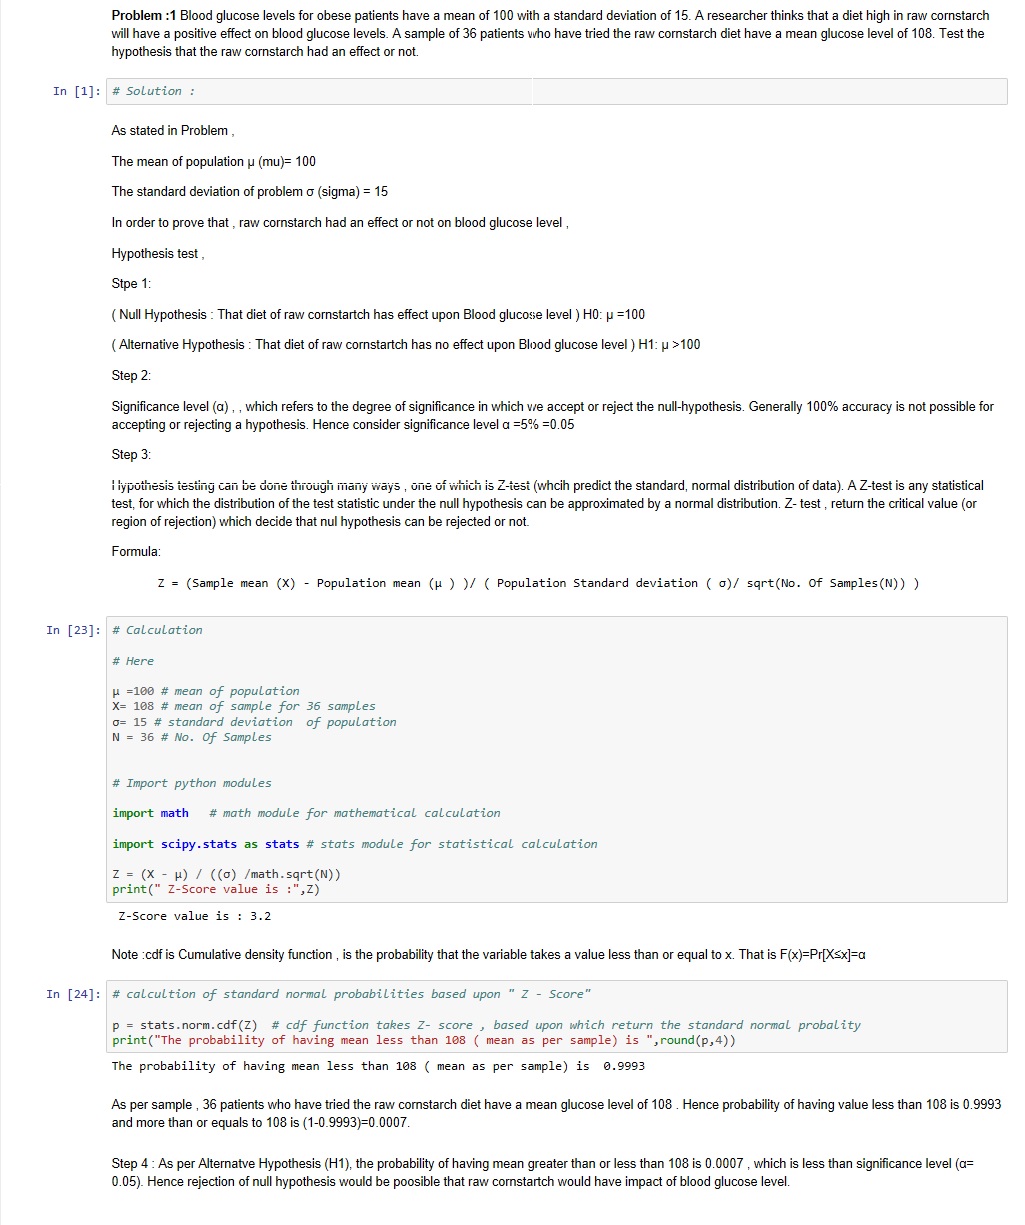 Problem :1 Blood glucose levels for obese patients have a mean of 100 with a standard deviation of 15. A researcher thinks that a diet high in raw cornstarch
will have a positive effect on blood glucose levels. A sample of 36 patients who have tried the raw cornstarch diet have a mean glucose level of 108. Test the
hypothesis that the raw cornstarch had an effect or not.
In [1]: # Solution :
As stated in Problem ,
The mean of population μ (mu)= 100
The standard deviation of problem σ (sigma) = 15
In order to prove that , raw cornstarch had an effect or not on blood glucose level ,
Hypothesis test ,
Stpe 1:
( Null Hypothesis : That diet of raw cornstartch has effect upon Blood glucose level ) H0: μ =100
( Alternative Hypothesis : That diet of raw cornstartch has no effect upon Blood glucose level ) H1: μ >100
Step 2:
Significance level (α) , , which refers to the degree of significance in which we accept or reject the null-hypothesis. Generally 100% accuracy is not possible for
accepting or rejecting a hypothesis. Hence consider significance level α =5% =0.05
Step 3:
Hypothesis testing can be done through many ways , one of which is Z-test (whcih predict the standard, normal distribution of data). A Z-test is any statistical
test, for which the distribution of the test statistic under the null hypothesis can be approximated by a normal distribution. Z- test , return the critical value (or
region of rejection) which decide that nul hypothesis can be rejected or not.
Formula:
Z = (Sample mean (X) - Population mean (μ ) )/ ( Population Standard deviation ( σ)/ sqrt(No. Of Samples(N)) )
In [23]: # Calculation
# Here
μ =100 # mean of population
X= 108 # mean of sample for 36 samples
σ= 15 # standard deviation  of population
N = 36 # No. Of Samples
# Import python modules
import math   # math module for mathematical calculation
import scipy.stats as stats # stats module for statistical calculation
Z = (X - μ) / ((σ) /math.sqrt(N))
print(" Z-Score value is :",Z)
Z-Score value is : 3.2
Note :cdf is Cumulative density function , is the probability that the variable takes a value less than or equal to x. That is F(x)=Pr[X≤x]=α
In [24]: # calcultion of standard normal probabilities based upon " Z - Score"
p = stats.norm.cdf(Z)  # cdf function takes Z- score , based upon which return the standard normal probality
print("The probability of having mean less than 108 ( mean as per sample) is ",round(p,4))
The probability of having mean less than 108 ( mean as per sample) is  0.9993
As per sample , 36 patients who have tried the raw cornstarch diet have a mean glucose level of 108 . Hence probability of having value less than 108 is 0.9993
and more than or equals to 108 is (1-0.9993)=0.0007.
Step 4 : As per Alternatve Hypothesis (H1), the probability of having mean greater than or less than 108 is 0.0007 , which is less than significance level (α=
0.05). Hence rejection of null hypothesis would be poosible that raw cornstartch would have impact of blood glucose level.